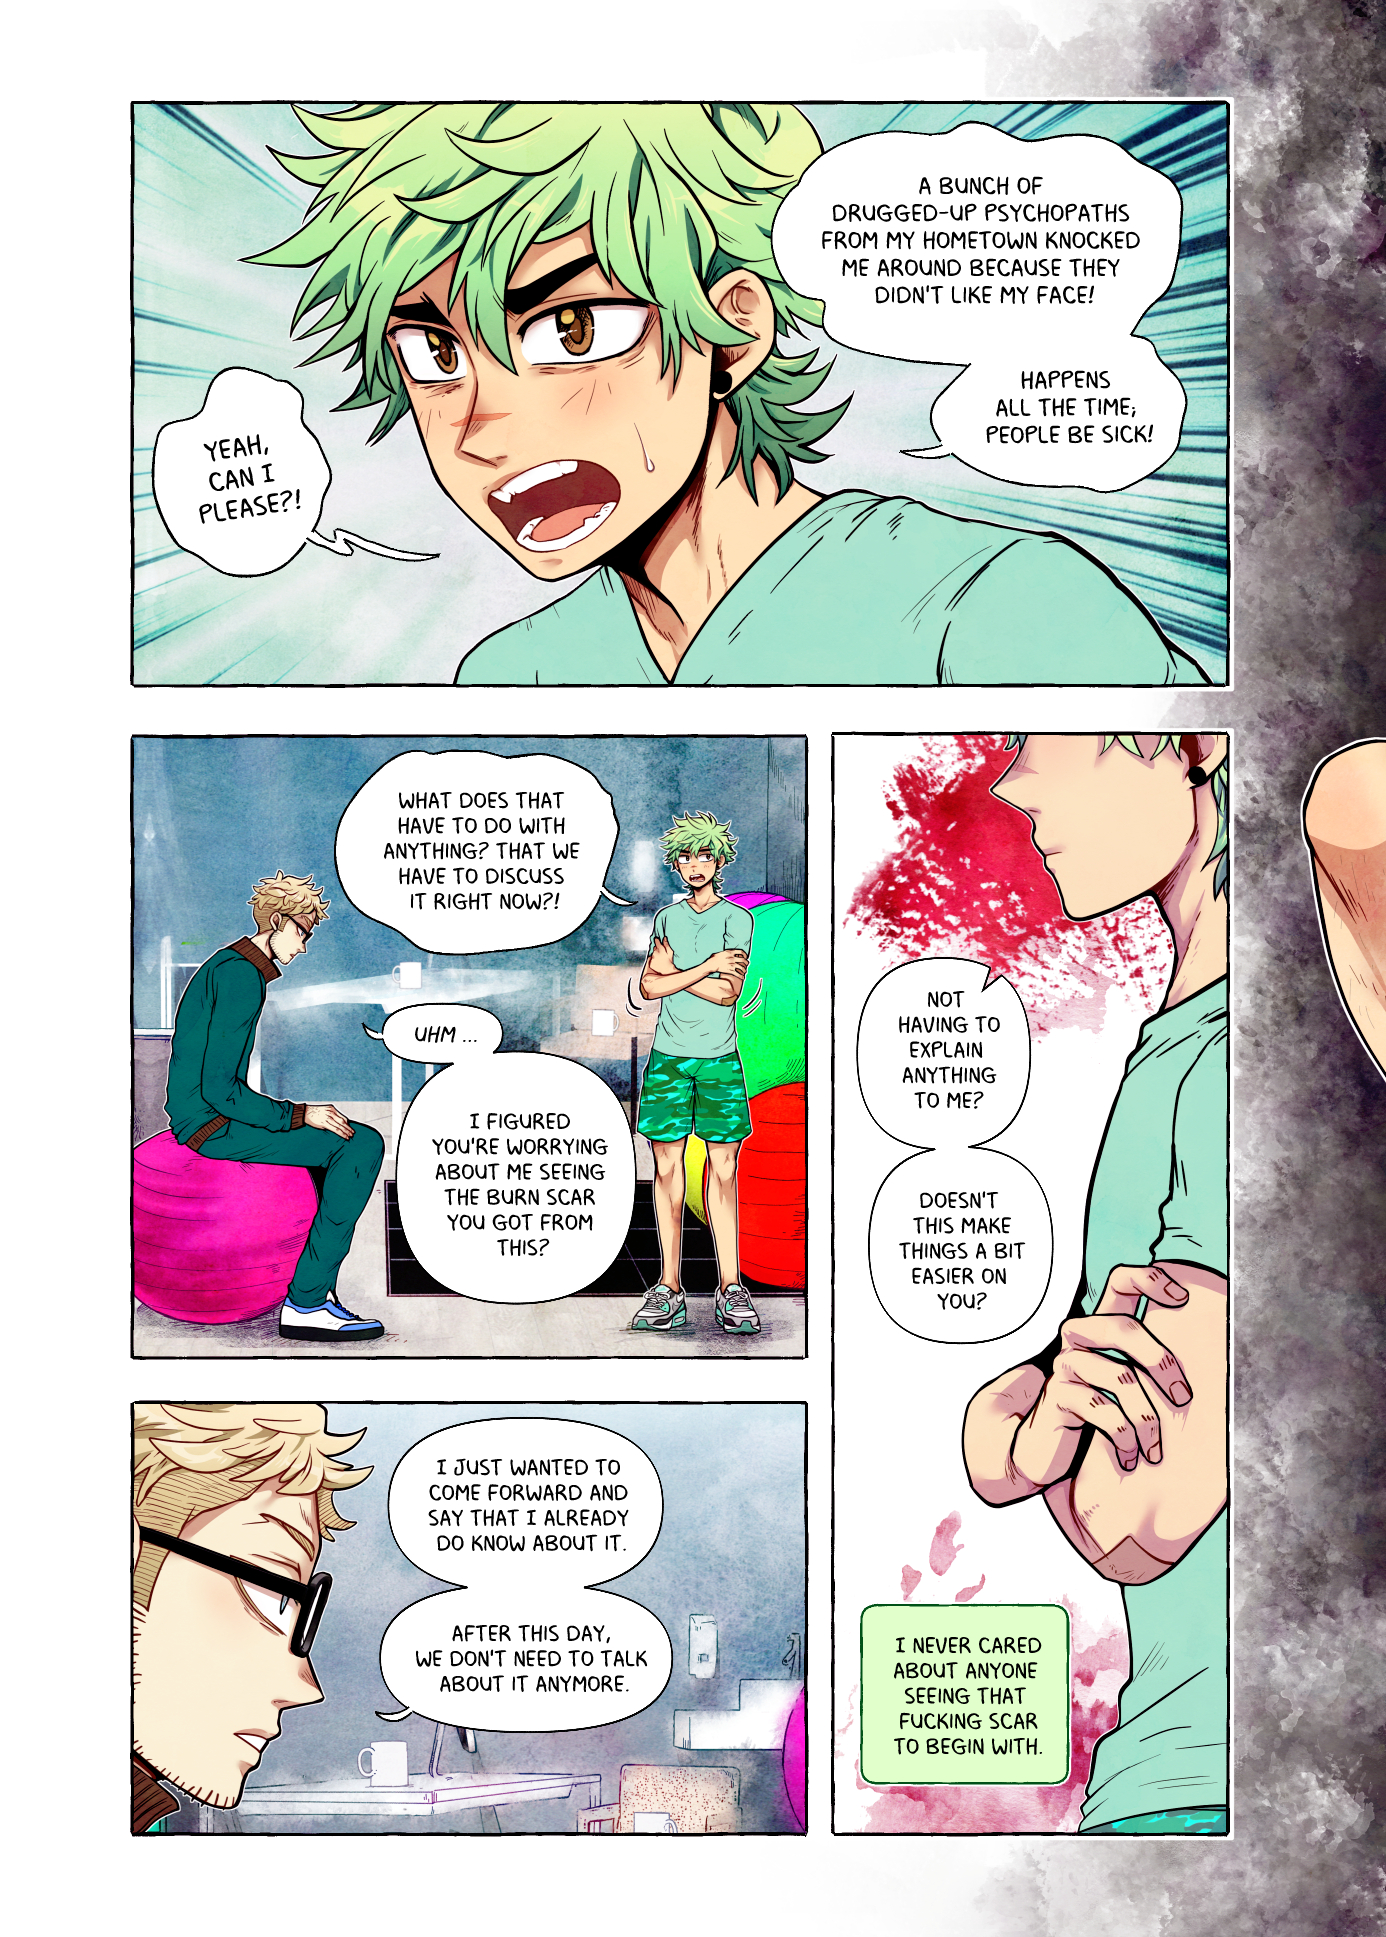 YEAH,
CAN I
PLEASE?!
A BUNCH OF
DRUGGED-UP PSYCHOPATHS
FROM MY HOMETOWN KNOCKED
ME AROUND BECAUSE THEY
DIDN'T LIKE MY FACE!
HAPPENS
ALL THE TIME;
PEOPLE BE SICK!
WHAT DOES THAT
HAVE TO DO WITH
ANYTHING? THAT WE
HAVE TO DISCUSS
IT RIGHT NOW?!
UHM ...
I FIGURED
YOU'RE WORRYING
ABOUT ME SEEING
THE BURN SCAR
YOU GOT FROM
THIS?
I JUST WANTED TO
COME FORWARD AND
SAY THAT I ALREADY
DO KNOW ABOUT IT.
AFTER THIS DAY,
WE DON'T NEED TO TALK
ABOUT IT ANYMORE.
NOT
HAVING TO
EXPLAIN
ANYTHING
TO ME?
DOESN'T
THIS MAKE
THINGS A BIT
EASIER ON
YOU?
I NEVER CARED
ABOUT ANYONE
SEEING THAT
FUCKING SCAR
TO BEGIN WITH.